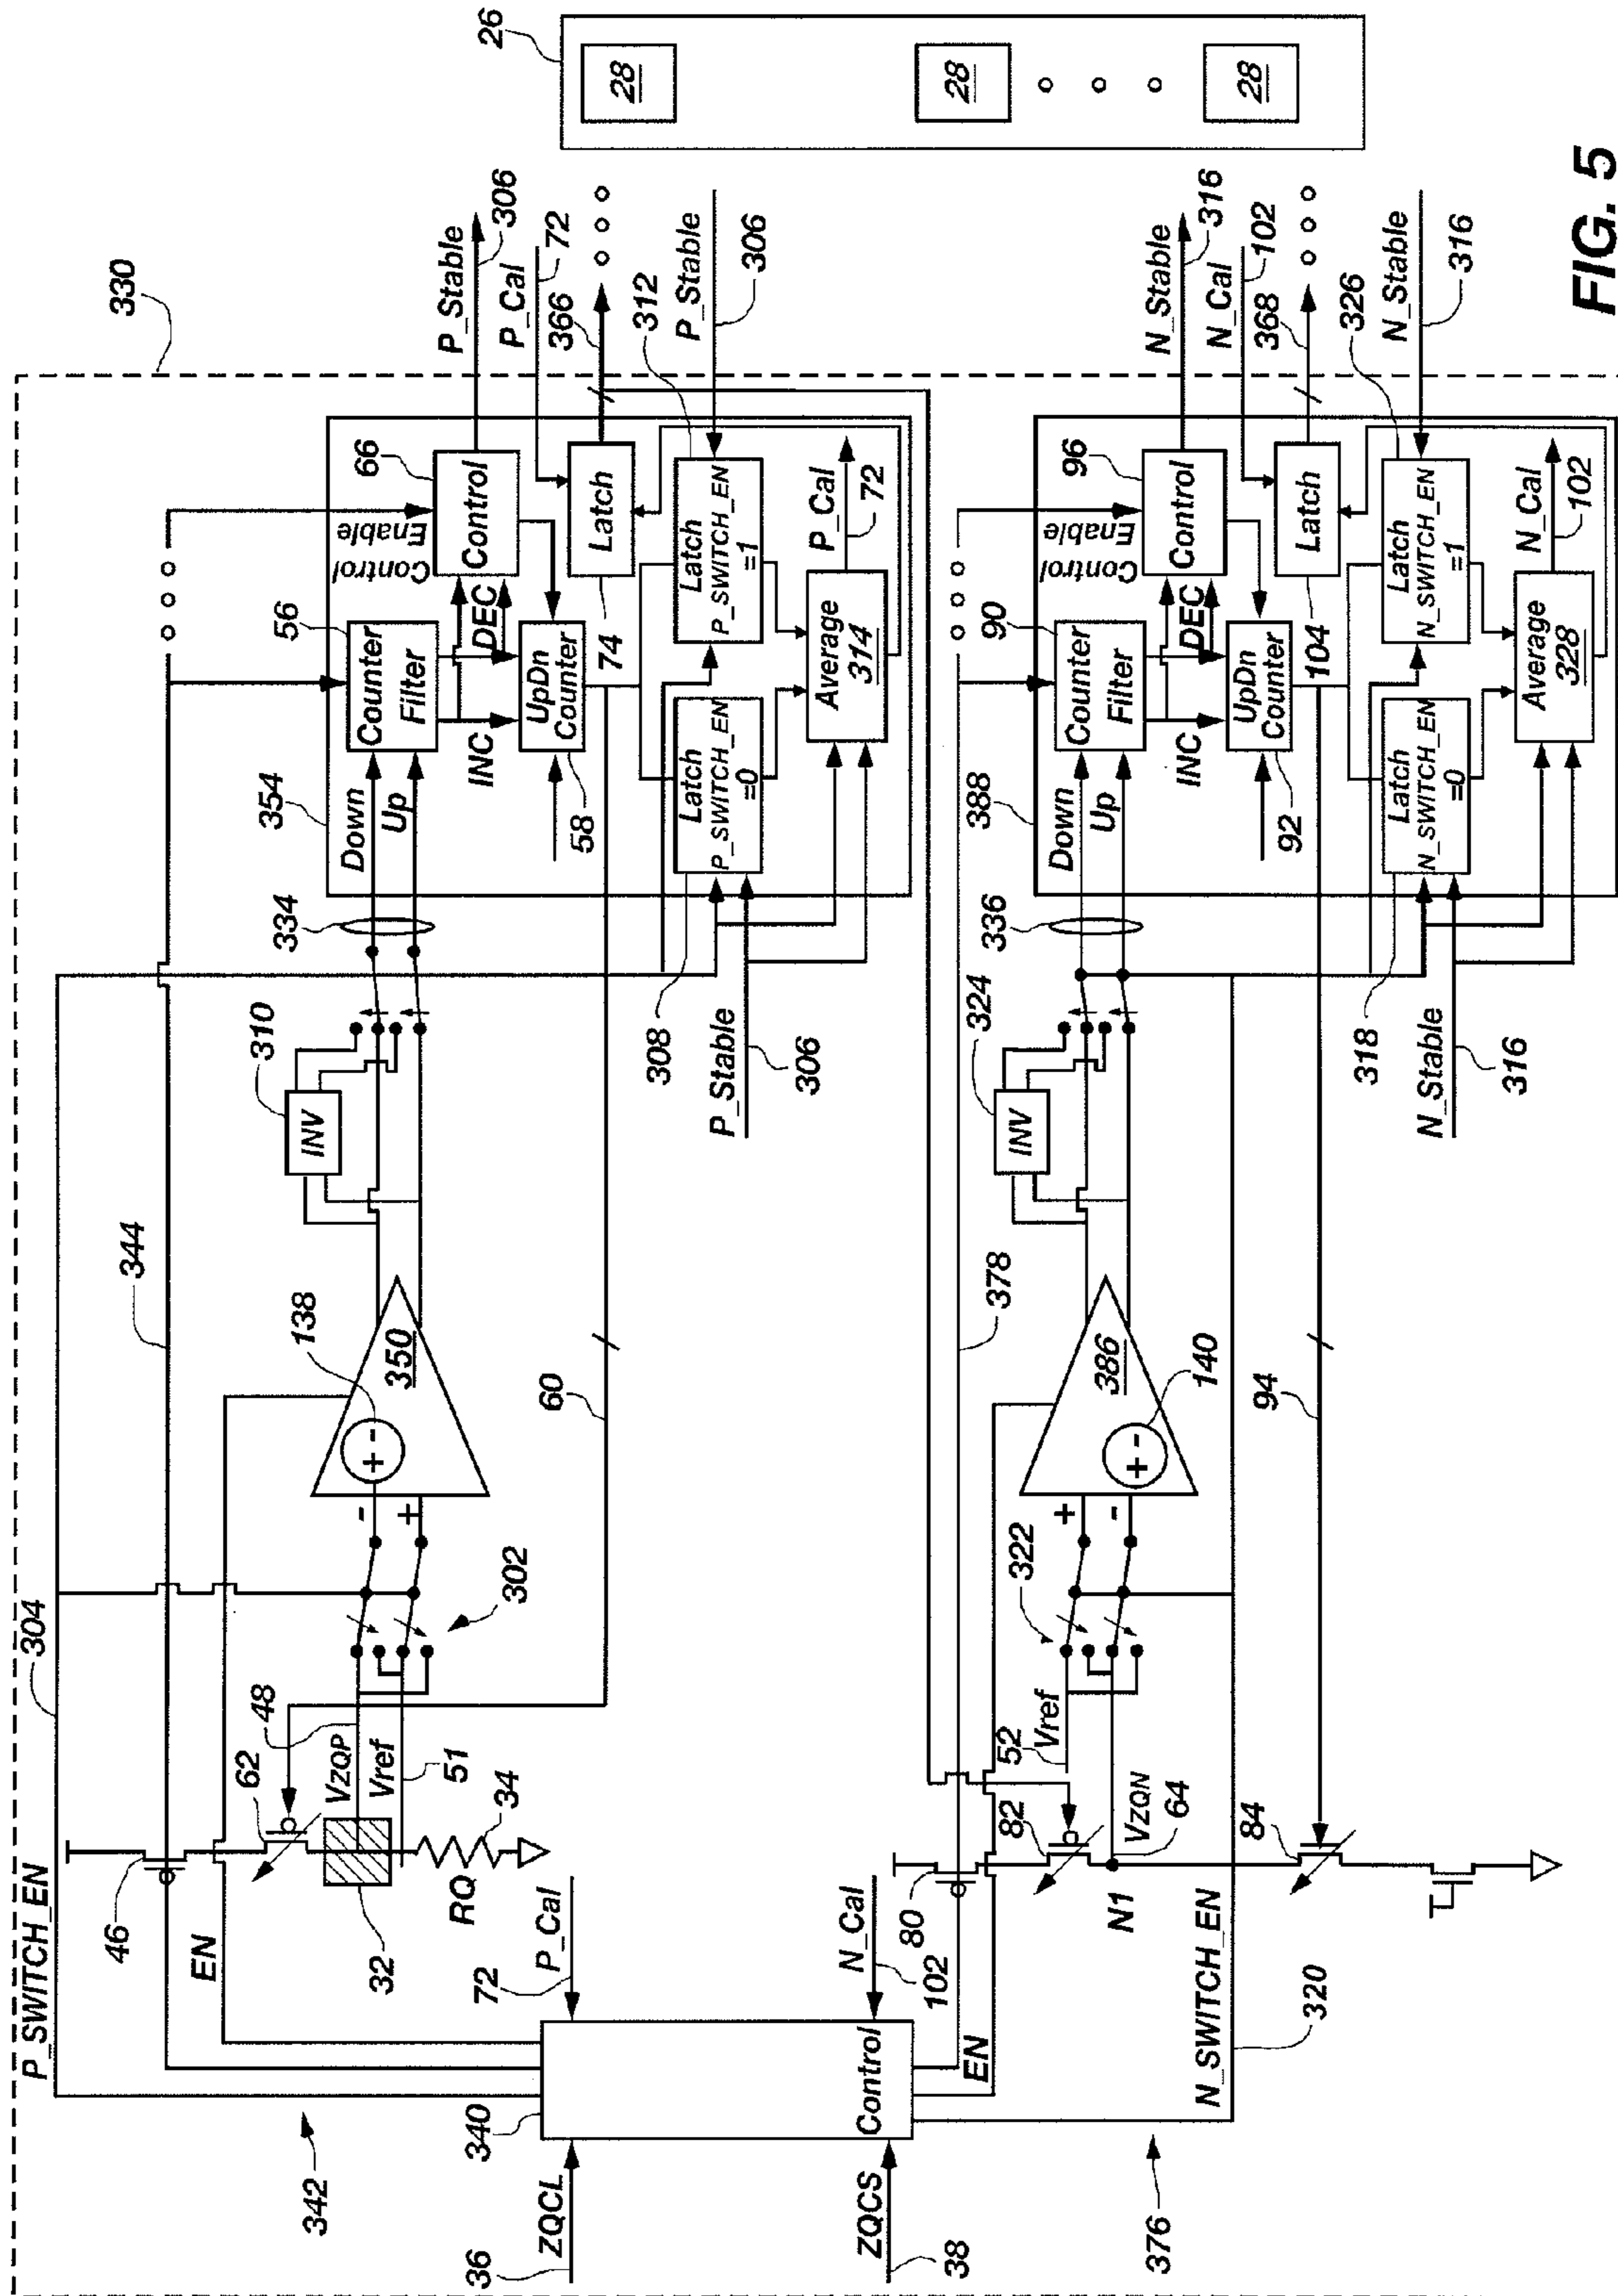 330
26
28
28
28
P_SWITCH_EN
304
344
354
56
Counter
Filter
66
Control
Control
Enable
P_Stable
306
P_Cal
72
366
46
EN
62
48
VZQP
Vref
51
32
RQ
34
302
-
+
+ -
138
350
310
INV
334
Down
Up
INC
DEC
UpDn
Counter
58
60
74
Latch
312
Latch
P_SWITCH_EN
=0
Latch
P_SWITCH_EN
=1
308
P_Stable
306
P_Stable
306
Average
314
P_Cal
72
342
36
ZQCL
340
Control
ZQCS
38
72
P_Cal
N_Cal
102
EN
376
N_SWITCH_EN
320
80
82
52
Vref
VZQN
64
N1
84
322
+
-
+ -
140
386
378
94
324
INV
336
388
Down
Up
90
Counter
Filter
96
Control
Control
Enable
INC
DEC
UpDn
Counter
92
104
Latch
N_Stable
316
N_Cal
102
368
326
N_Stable
316
Latch
N_SWITCH_EN
=0
Latch
N_SWITCH_EN
=1
318
N_Stable
316
Average
328
N_Cal
102
FIG. 5